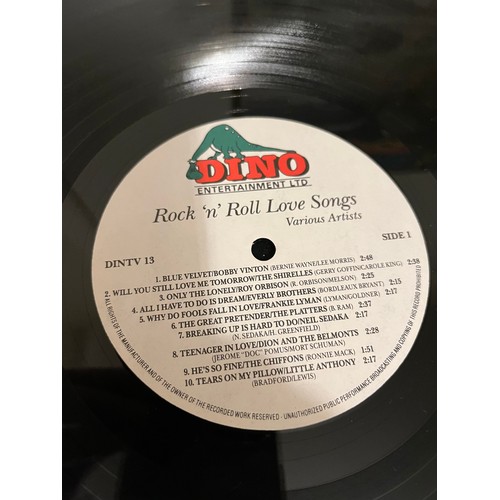 DINO
ENTERTAINMENT LTD
Rock 'n' Roll Love Songs
Various Artists
DINTV 13
SIDE 1
1. BLUE VELVET/BOBBY VINTON (BERNIE WAYNE/LEE MORRIS) 2:48
2. WILL YOU STILL LOVE ME TOMORROW/THE SHIRELLES (GERRY GOFFIN/CAROLE KING) 2:38
3. ONLY THE LONELY/ROY ORBISON (R. ORBISON/MELSON) 2:25
4. ALL I HAVE TO DO IS DREAM/EVERLY BROTHERS (BORDLEAUX BRYANT) 2:15
5. WHY DO FOOLS FALL IN LOVE/FRANKIE LYMAN (LYMAN/GOLDNER) 2:17
6. THE GREAT PRETENDER/THE PLATTERS (B. RAM) 2:37
7. BREAKING UP IS HARD TO DO/NEIL SEDAKA
(N. SEDAKA/H. GREENFIELD) 2:17
8. TEENAGER IN LOVE/DION AND THE BELMONTS
(JEROME "DOC" POMUS/MORT SCHUMAN) 2:28
9. HE'S SO FINE/THE CHIFFONS (RONNIE MACK) 1:51
10. TEARS ON MY PILLOW/LITTLE ANTHONY 2:17
(BRADFORD/LEWIS)
ALL RIGHTS OF THE MANUFACTURER AND OF THE OWNER OF THE RECORDED WORK RESERVED - UNAUTHORIZED PUBLIC PERFORMANCE BROADCASTING AND COPYING OF THIS RECORD PROHIBITED